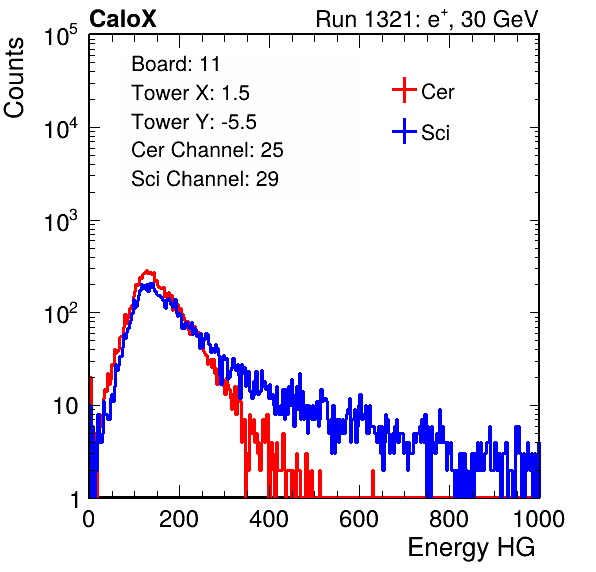 CaloX Run 1321: e⁺, 30 GeV
Counts
Board: 11
Tower X: 1.5
Tower Y: -5.5
Cer Channel: 25
Sci Channel: 29
Cer
Sci
10⁵
10⁴
10³
10²
10
1
0 200 400 600 800 1000
Energy HG